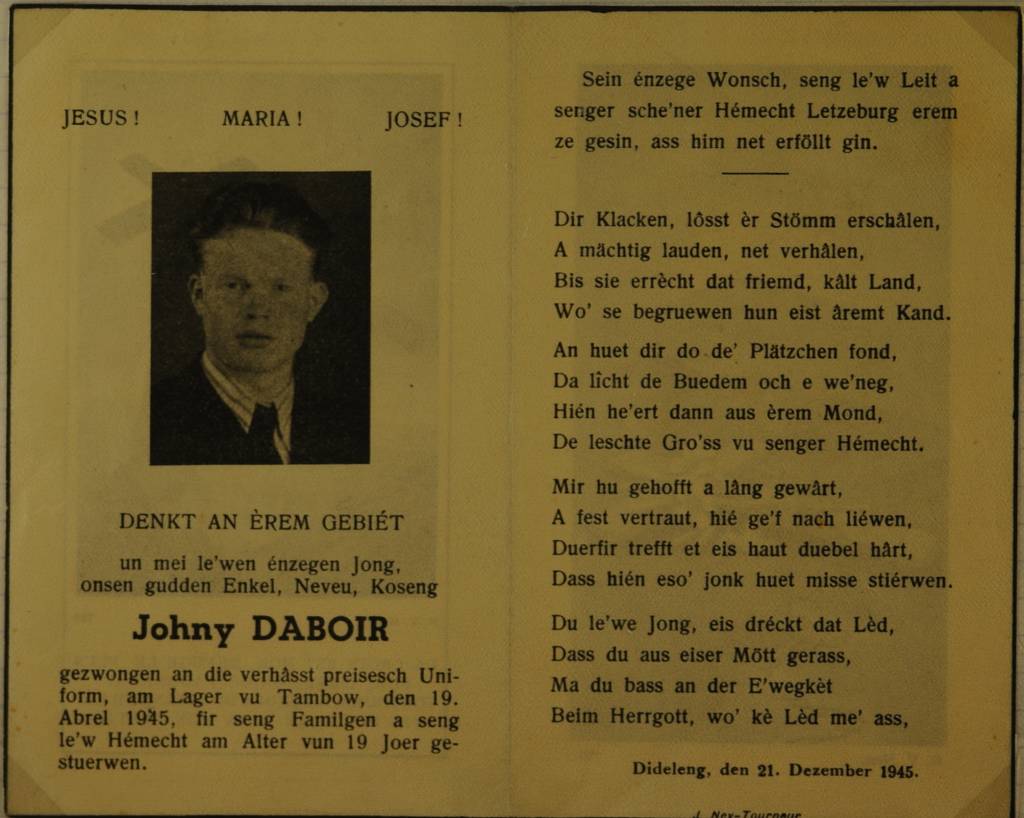 JESUS ! MARIA ! JOSEF !
DENKT AN ÈREM GEBIÉT
un mei le'wen énzegen Jong,
onsen gudden Enkel, Neveu, Koseng
Johny DABOIR
gezwongen an die verhâsst preisesch Uni-
form, am Lager vu Tambow, den 19.
Abrel 1945, fir seng Familgen a seng
le'w Hémecht am Alter vun 19 Joer ge-
stuerwen.
Sein énzege Wonsch, seng le'w Leit a
senger sche'ner Hémecht Letzeburg erem
ze gesin, ass him net erföllt gin.
Dir Klacken, lôsst èr Stömm erschâlen,
A mächtig lauden, net verhâlen,
Bis sie errècht dat friemd, kâlt Land,
Wo' se begruewen hun eist âremt Kand.
An huet dir do de' Plätzchen fond,
Da lîcht de Buedem och e we'neg,
Hién he'ert dann aus èrem Mond,
De leschte Gro'ss vu senger Hémecht.
Mir hu gehofft a lâng gewârt,
A fest vertraut, hié ge'f nach liéwen,
Duerfir trefft et eis haut duebel hârt,
Dass hién eso' jonk huet misse stiérwen.
Du le'we Jong, eis dréckt dat Lèd,
Dass du aus eiser Mött gerass,
Ma du bass an der E'wegkèt
Beim Herrgott, wo' kè Lèd me' ass,
Dideleng, den 21. Dezember 1945.
J. Ney-Tourneur